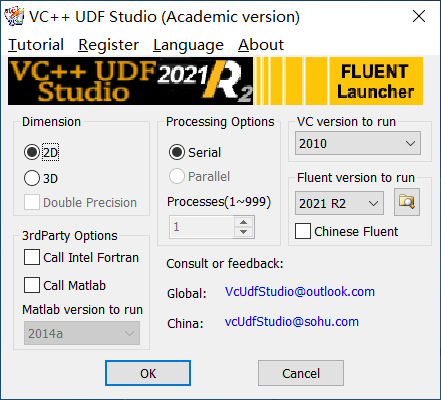 VC++ UDF Studio (Academic version)
Tutorial Register Language About
VC++ UDF Studio 2021 R2 FLUENT Launcher
Dimension
2D
3D
Double Precision
Processing Options
Serial
Parallel
Processes(1~999)
1
VC version to run
2010
Fluent version to run
2021 R2
Chinese Fluent
3rdParty Options
Call Intel Fortran
Call Matlab
Matlab version to run
2014a
Consult or feedback:
Global: VcUdfStudio@outlook.com
China: vcUdfStudio@sohu.com
OK Cancel